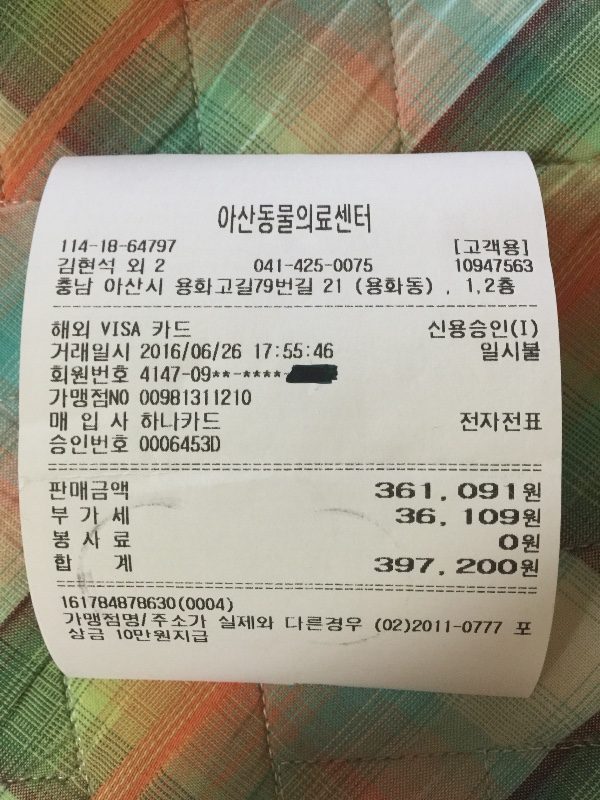 아산동물의료센터
114-18-64797 [고객용]
김현석 외 2 041-425-0075 10947563
충남 아산시 용화고길79번길 21 (용화동) , 1,2층
해외 VISA 카드 신용승인(I)
거래일시 2016/06/26 17:55:46 일시불
회원번호 4147-09**-****-
가맹점NO 00981311210
매 입 사 하나카드 전자전표
승인번호 0006453D
판매금액 361,091원
부 가 세 36,109원
봉 사 료 0원
합 계 397,200원
161784878630(0004)
가맹점명/주소가 실제와 다른경우 (02)2011-0777 포
상금 10만원지급